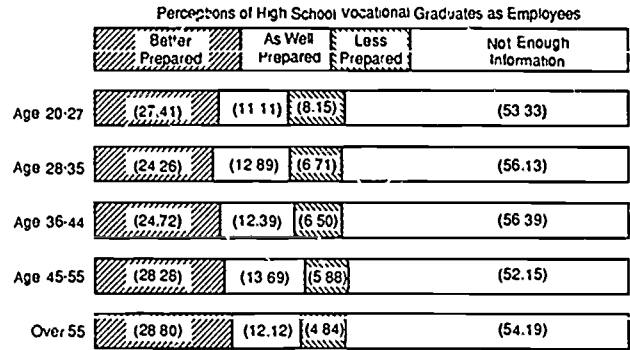 Perceptions of High School Vocational Graduates as Employees
Better Prepared
As Well Prepared
Less Prepared
Not Enough Information
Age 20-27 (27.41) (11 11) (8.15) (53 33)
Age 28-35 (24 26) (12 89) (6 71) (56.13)
Age 36-44 (24.72) (12.39) (6 50) (56 39)
Age 45-55 (28 28) (13 69) (5 88) (52.15)
Over 55 (28 80) (12.12) (4 84) (54.19)